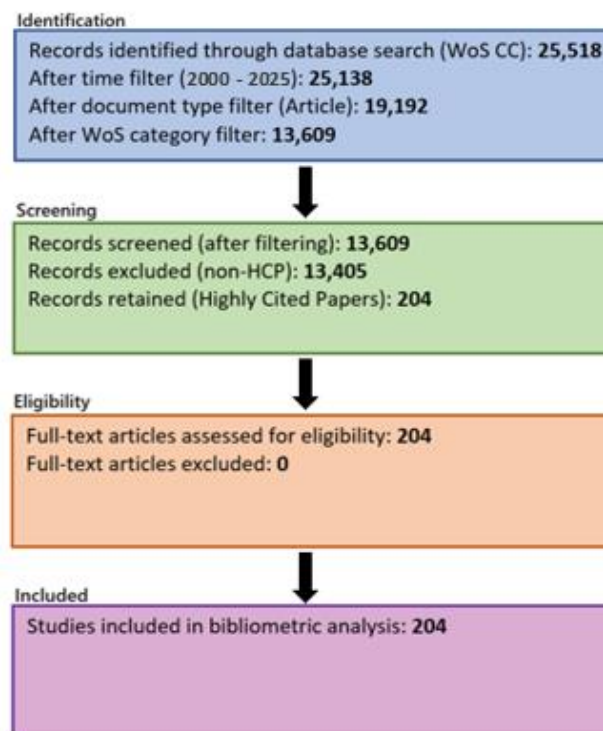 Identification
Records identified through database search (WoS CC): 25,518
After time filter (2000 - 2025): 25,138
After document type filter (Article): 19,192
After WoS category filter: 13,609
Screening
Records screened (after filtering): 13,609
Records excluded (non-HCP): 13,405
Records retained (Highly Cited Papers): 204
Eligibility
Full-text articles assessed for eligibility: 204
Full-text articles excluded: 0
Included
Studies included in bibliometric analysis: 204